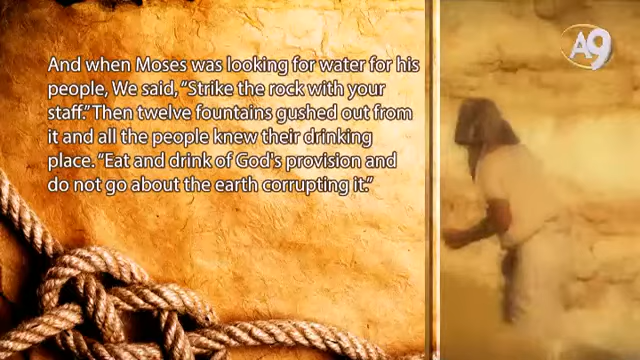 And when Moses was looking for water for his
people, We said, “Strike the rock with your
staff.” Then twelve fountains gushed out from
it and all the people knew their drinking
place. “Eat and drink of God's provision and
do not go about the earth corrupting it.”
A9